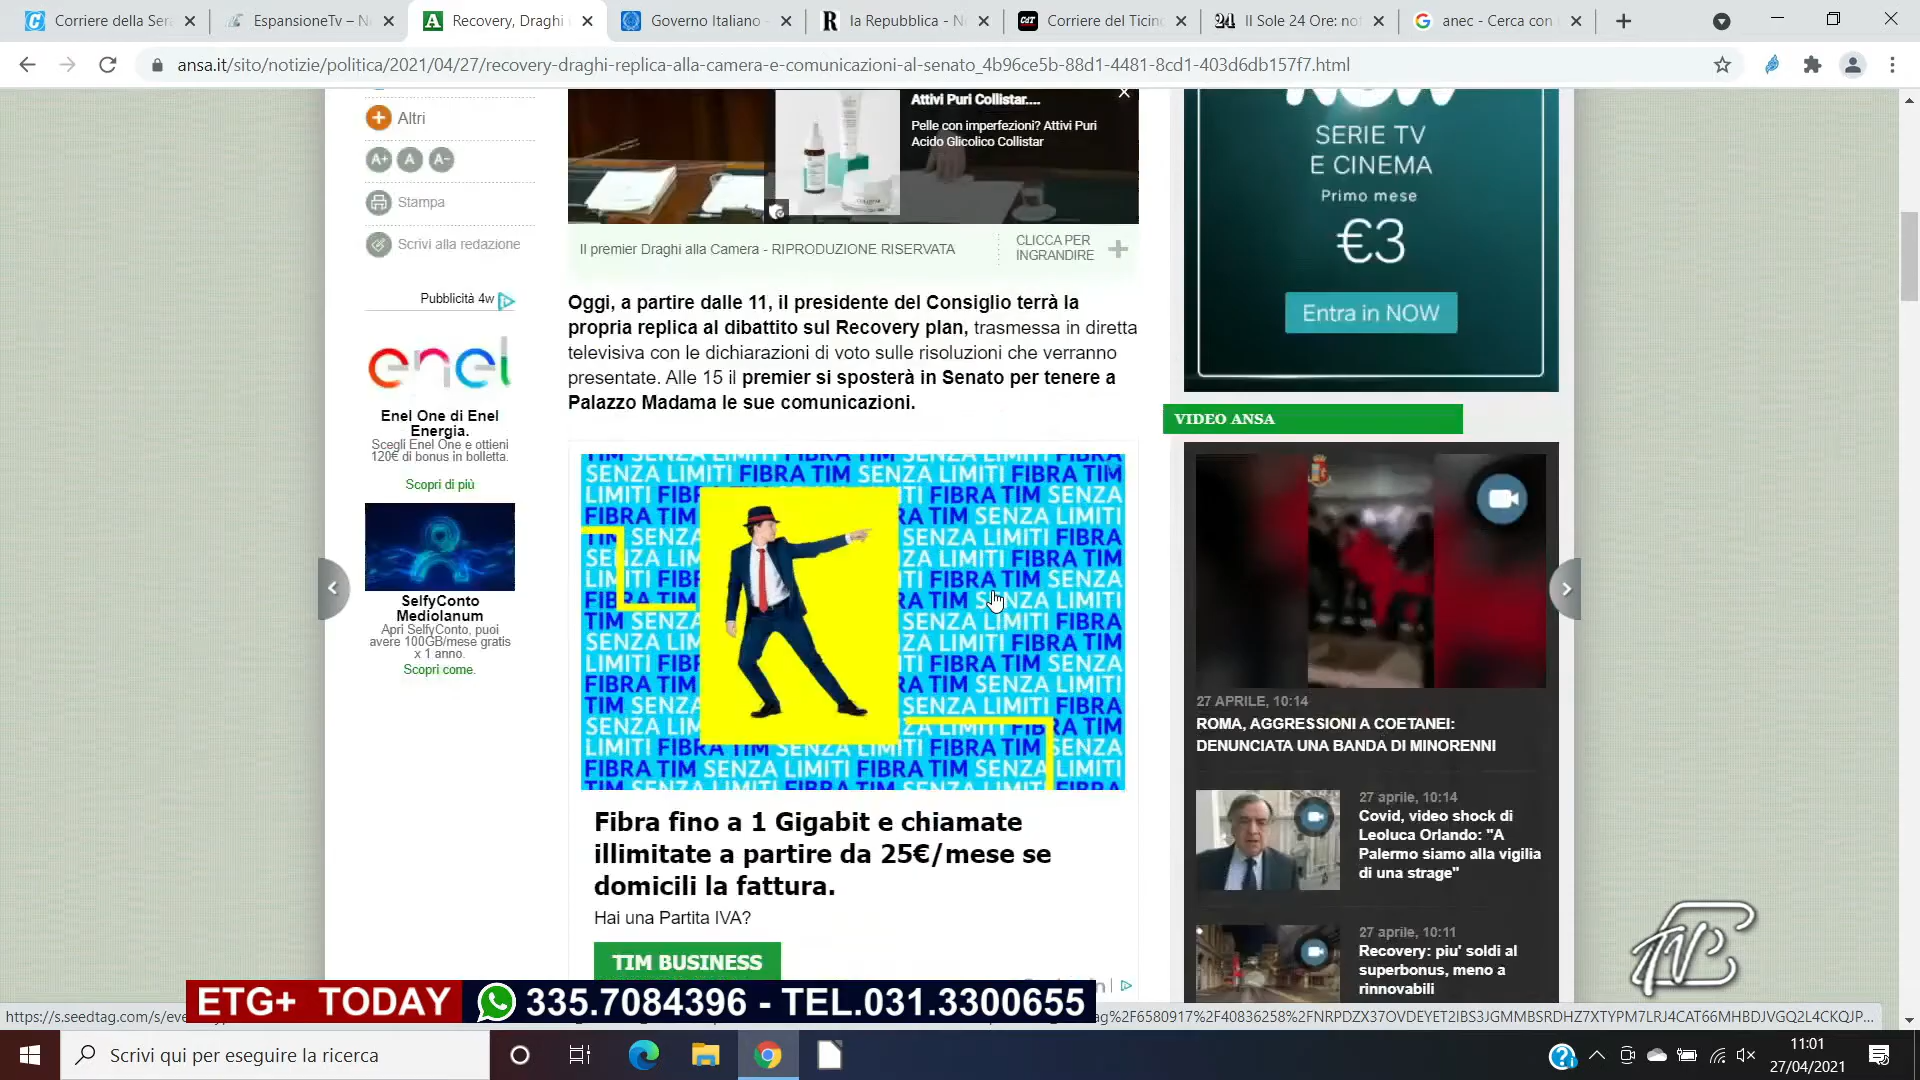 Corriere della Ser
EspansioneTv – N
Recovery, Draghi
Governo Italiano -
la Repubblica - N
Corriere del Ticin
Il Sole 24 Ore: no
anec - Cerca con
ansa.it/sito/notizie/politica/2021/04/27/recovery-draghi-replica-alla-camera-e-comunicazioni-al-senato_4b96ce5b-88d1-4481-8cd1-403d6db157f7.html
Altri
A+ A A-
Stampa
Scrivi alla redazione
Pubblicità 4w
enel
Enel One di Enel
Energia.
Scegli Enel One e ottieni
120€ di bonus in bolletta.
Scopri di più
SelfyConto
Mediolanum
Apri SelfyConto, puoi
avere 100GB/mese gratis
x 1 anno.
Scopri come.
Attivi Puri Collistar....
Pelle con imperfezioni? Attivi Puri
Acido Glicolico Collistar
Il premier Draghi alla Camera - RIPRODUZIONE RISERVATA
CLICCA PER
INGRANDIRE
Oggi, a partire dalle 11, il presidente del Consiglio terrà la
propria replica al dibattito sul Recovery plan, trasmessa in diretta
televisiva con le dichiarazioni di voto sulle risoluzioni che verranno
presentate. Alle 15 il premier si sposterà in Senato per tenere a
Palazzo Madama le sue comunicazioni.
SENZA LIMITI FIBRA TIM SENZA LIMITI FIBRA TIM
Fibra fino a 1 Gigabit e chiamate
illimitate a partire da 25€/mese se
domicili la fattura.
Hai una Partita IVA?
TIM BUSINESS
NOW
SERIE TV
E CINEMA
Primo mese
€3
Entra in NOW
VIDEO ANSA
27 APRILE, 10:14
ROMA, AGGRESSIONI A COETANEI:
DENUNCIATA UNA BANDA DI MINORENNI
27 aprile, 10:14
Covid, video shock di
Leoluca Orlando: "A
Palermo siamo alla vigilia
di una strage"
27 aprile, 10:11
Recovery: piu' soldi al
superbonus, meno a
rinnovabili
ETG+ TODAY
335.7084396 - TEL.031.3300655
https://s.seedtag.com/s/eve
Scrivi qui per eseguire la ricerca
11:01
27/04/2021